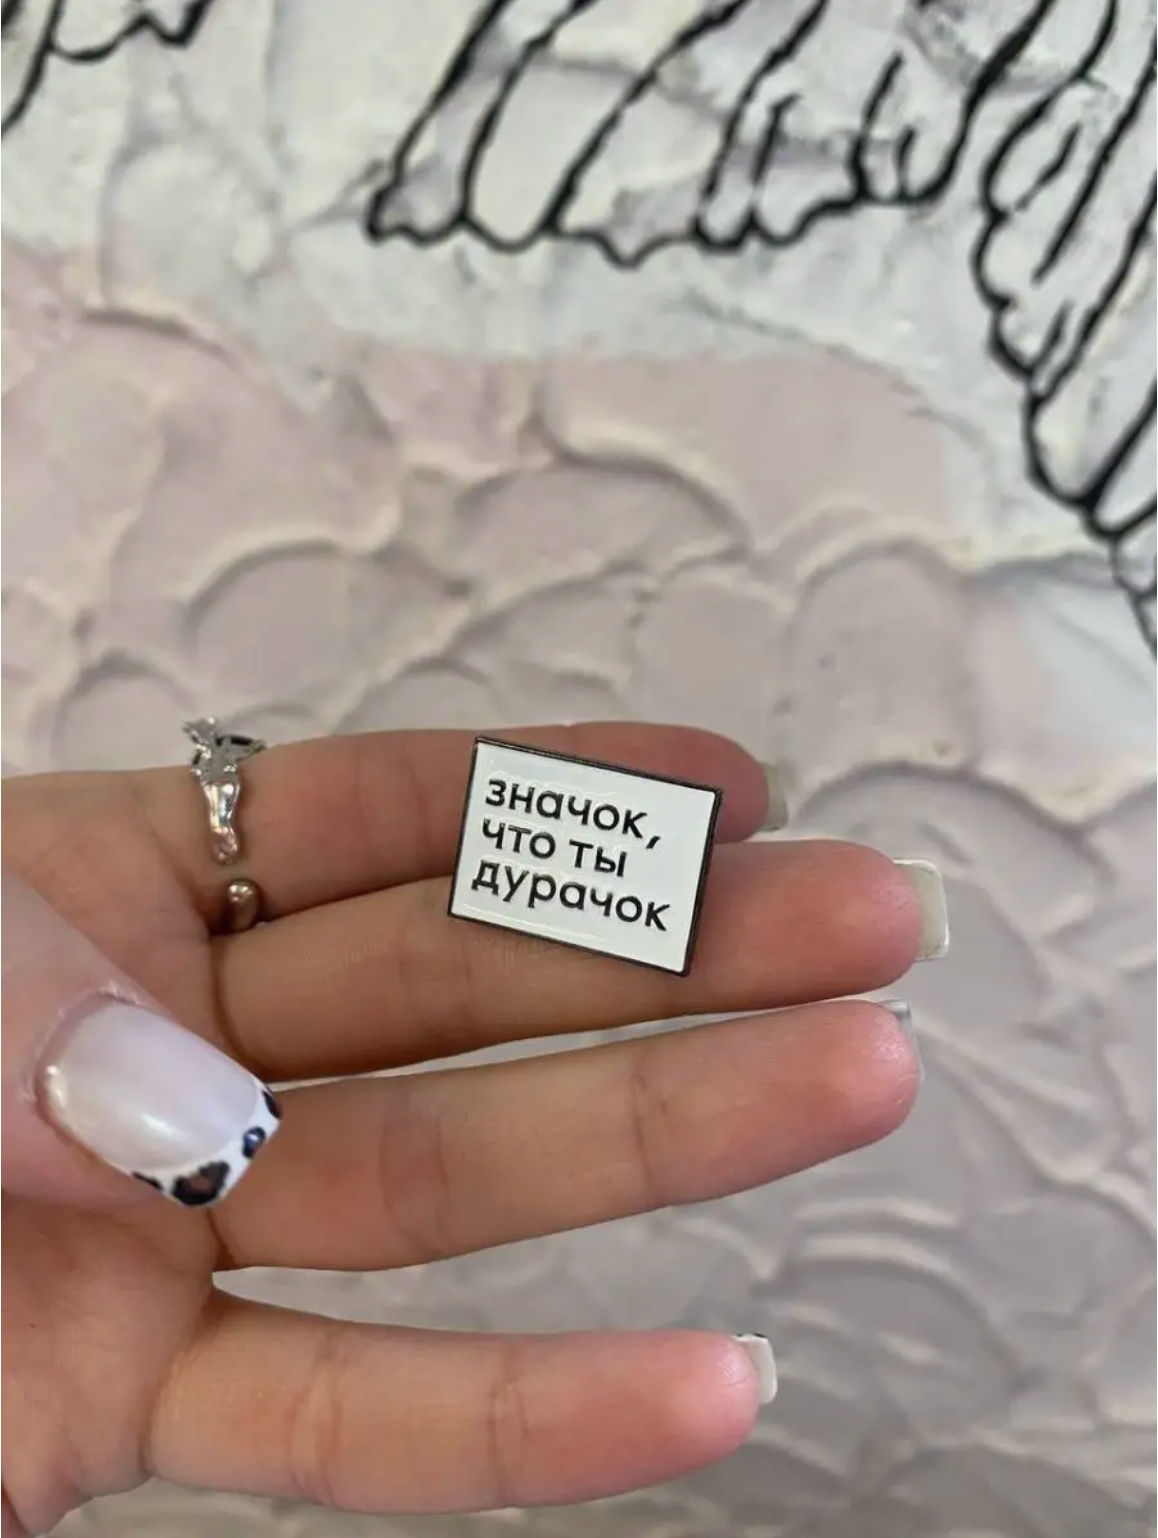 значок,
что ты
дурачок